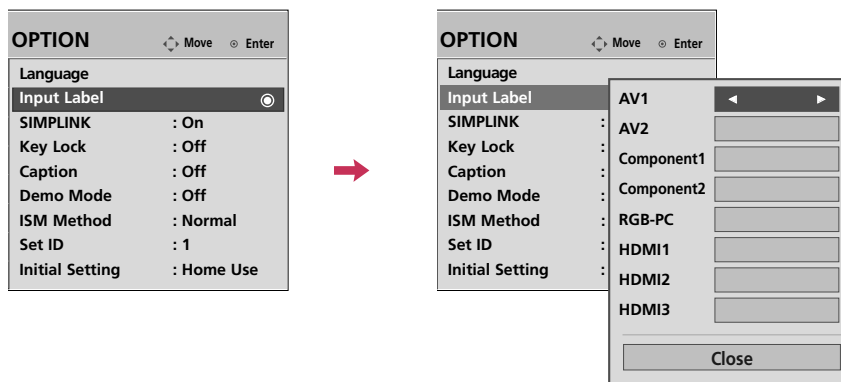 OPTION Move Enter
Language
Input Label
SIMPLINK : On
Key Lock : Off
Caption : Off
Demo Mode : Off
ISM Method : Normal
Set ID : 1
Initial Setting : Home Use
OPTION Move Enter
Language
Input Label
SIMPLINK :
Key Lock :
Caption :
Demo Mode :
ISM Method :
Set ID :
Initial Setting :
AV1
AV2
Component1
Component2
RGB-PC
HDMI1
HDMI2
HDMI3
Close